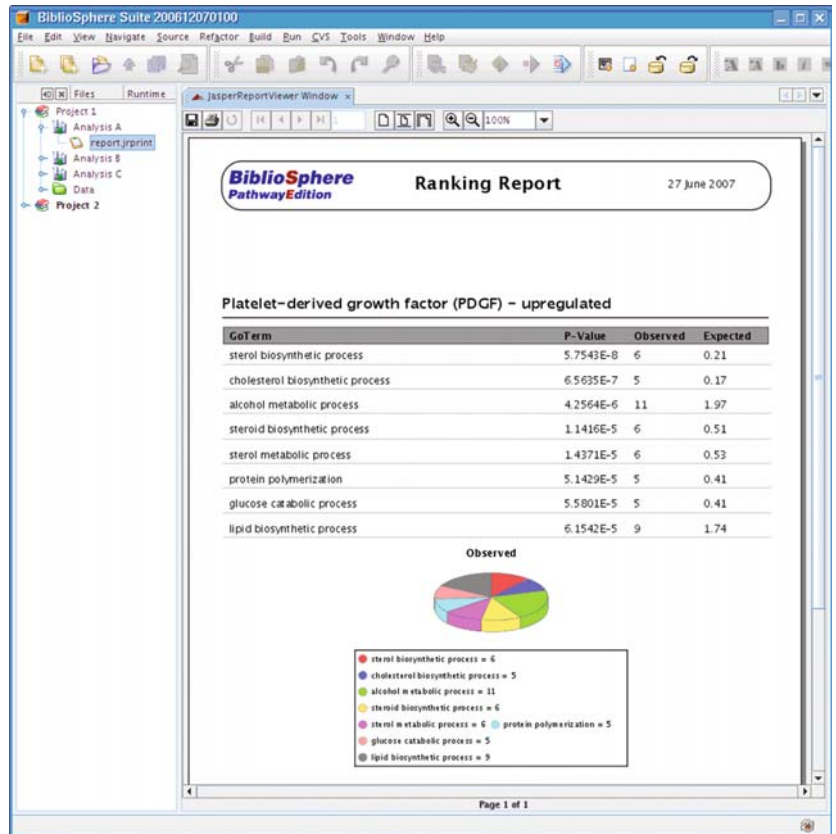 BiblioSphere Suite 200612070100
File Edit View Navigate Source Refactor Build Run CVS Tools Window Help
Files Runtime
Project 1
Analysis A
report.jrprint
Analysis B
Analysis C
Data
Project 2
JasperReportViewer Window
100%
BiblioSphere
PathwayEdition
Ranking Report
27 June 2007
Platelet-derived growth factor (PDGF) - upregulated
GoTerm P-Value Observed Expected
sterol biosynthetic process 5.7543E-8 6 0.21
cholesterol biosynthetic process 6.5635E-7 5 0.17
alcohol metabolic process 4.2564E-6 11 1.97
steroid biosynthetic process 1.1416E-5 6 0.51
sterol metabolic process 1.4371E-5 6 0.53
protein polymerization 5.1429E-5 5 0.41
glucose catabolic process 5.5801E-5 5 0.41
lipid biosynthetic process 6.1542E-5 9 1.74
Observed
sterol biosynthetic process = 6
cholesterol biosynthetic process = 5
alcohol metabolic process = 11
steroid biosynthetic process = 6
sterol metabolic process = 6 protein polymerization = 5
glucose catabolic process = 5
lipid biosynthetic process = 9
Page 1 of 1